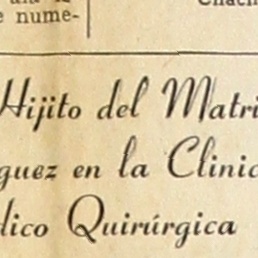 e nume-
Hijito del Matri
guez en la Clinic
dico Quirúrgica